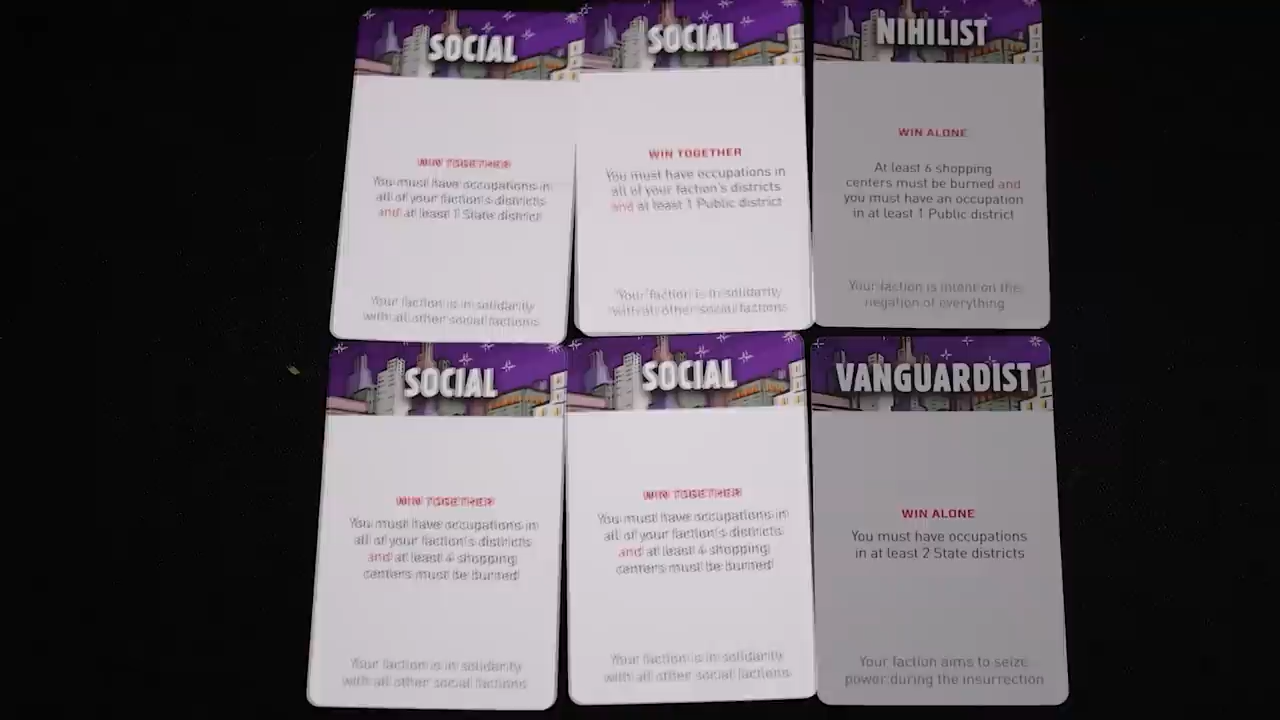 SOCIAL
WIN TOGETHER
You must have occupations in
all of your faction's districts
and at least 1 State district
Your faction is in solidarity
with all other social factions
SOCIAL
WIN TOGETHER
You must have occupations in
all of your faction's districts
and at least 1 Public district
Your faction is in solidarity
with all other social factions
NIHILIST
WIN ALONE
At least 6 shopping
centers must be burned and
you must have an occupation
in at least 1 Public district
Your faction is intent on the
negation of everything
SOCIAL
WIN TOGETHER
You must have occupations in
all of your faction's districts
and at least 4 shopping
centers must be burned
Your faction is in solidarity
with all other social factions
SOCIAL
WIN TOGETHER
You must have occupations in
all of your faction's districts
and at least 4 shopping
centers must be burned
Your faction is in solidarity
with all other social factions
VANGUARDIST
WIN ALONE
You must have occupations
in at least 2 State districts
Your faction aims to seize
power during the insurrection